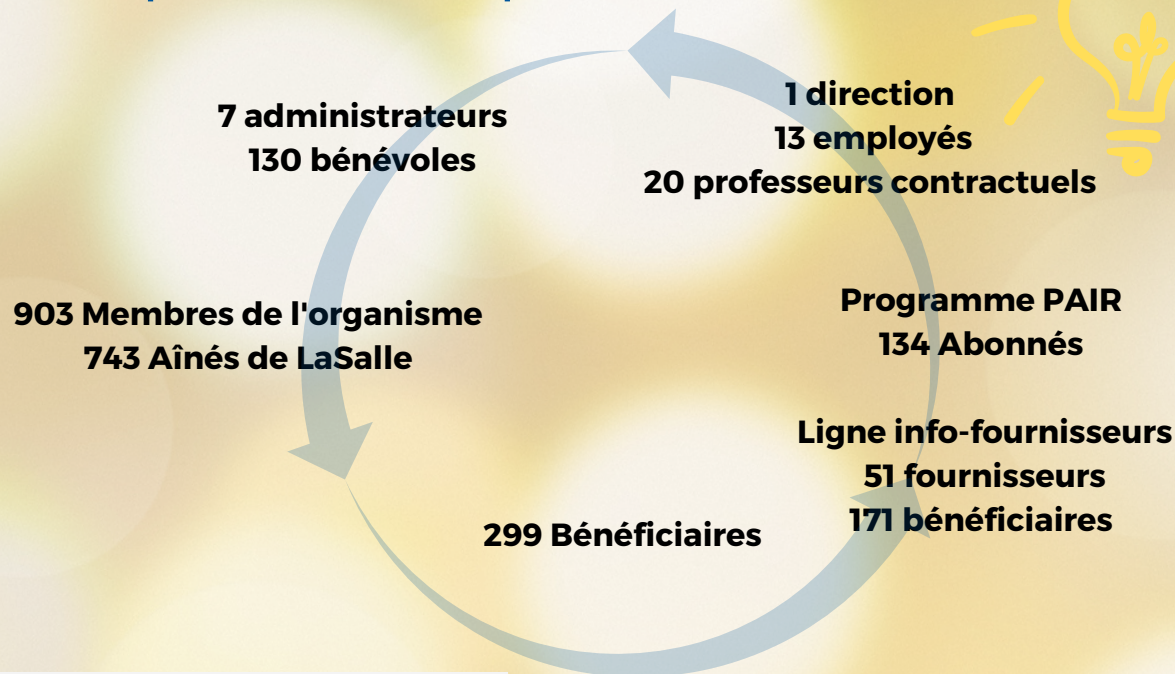 7 administrateurs
130 bénévoles
1 direction
13 employés
20 professeurs contractuels
903 Membres de l'organisme
743 Aînés de LaSalle
Programme PAIR
134 Abonnés
Ligne info-fournisseurs
51 fournisseurs
171 bénéficiaires
299 Bénéficiaires